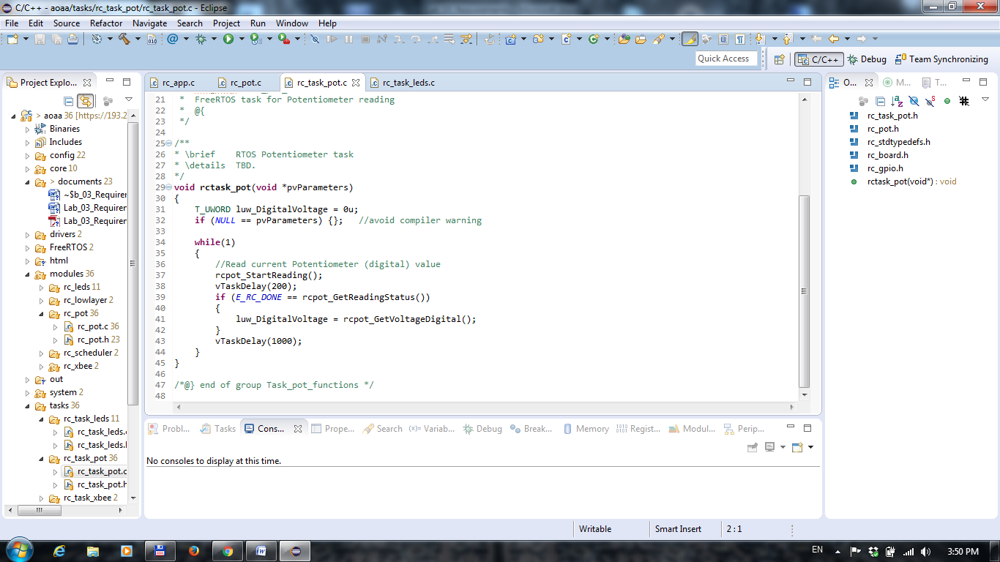 C/C++ - aoaa/tasks/rc_task_pot/rc_task_pot.c - Eclipse
File Edit Source Refactor Navigate Search Project Run Window Help
Quick Access
C/C++
Debug
Team Synchronizing
Project Explo...
> aoaa 36 [https://193.2
Binaries
Includes
config 22
core 10
> documents 23
~$b_03_Requirer
Lab_03_Requirer
Lab_03_Requirer
drivers 2
FreeRTOS 2
html
modules 36
rc_leds 11
rc_lowlayer 2
rc_pot 36
rc_pot.c 36
rc_pot.h 23
rc_scheduler 2
rc_xbee 2
out
system 2
tasks 36
rc_task_leds 11
rc_task_leds.c
rc_task_leds.h
rc_task_pot 36
rc_task_pot.c
rc_task_pot.h
rc_task_xbee 2
rc_app.c
rc_pot.c
rc_task_pot.c
rc_task_leds.c
21 * FreeRTOS task for Potentiometer reading
22 * @{
23 */
24
25 /**
26 * \brief RTOS Potentiometer task
27 * \details TBD.
28 */
29 void rctask_pot(void *pvParameters)
30 {
31 T_UWORD luw_DigitalVoltage = 0u;
32 if (NULL == pvParameters) {}; //avoid compiler warning
33
34 while(1)
35 {
36 //Read current Potentiometer (digital) value
37 rcpot_StartReading();
38 vTaskDelay(200);
39 if (E_RC_DONE == rcpot_GetReadingStatus())
40 {
41 luw_DigitalVoltage = rcpot_GetVoltageDigital();
42 }
43 vTaskDelay(1000);
44 }
45 }
46
47 /*@} end of group Task_pot_functions */
48
O...
M...
T...
rc_task_pot.h
rc_pot.h
rc_stdtypedefs.h
rc_board.h
rc_gpio.h
rctask_pot(void*) : void
Probl...
Tasks
Cons...
Prope...
Search
(x)= Variab...
Debug
Break...
Memory
Regist...
Modul...
Perip...
No consoles to display at this time.
Writable
Smart Insert
2 : 1
EN
3:50 PM